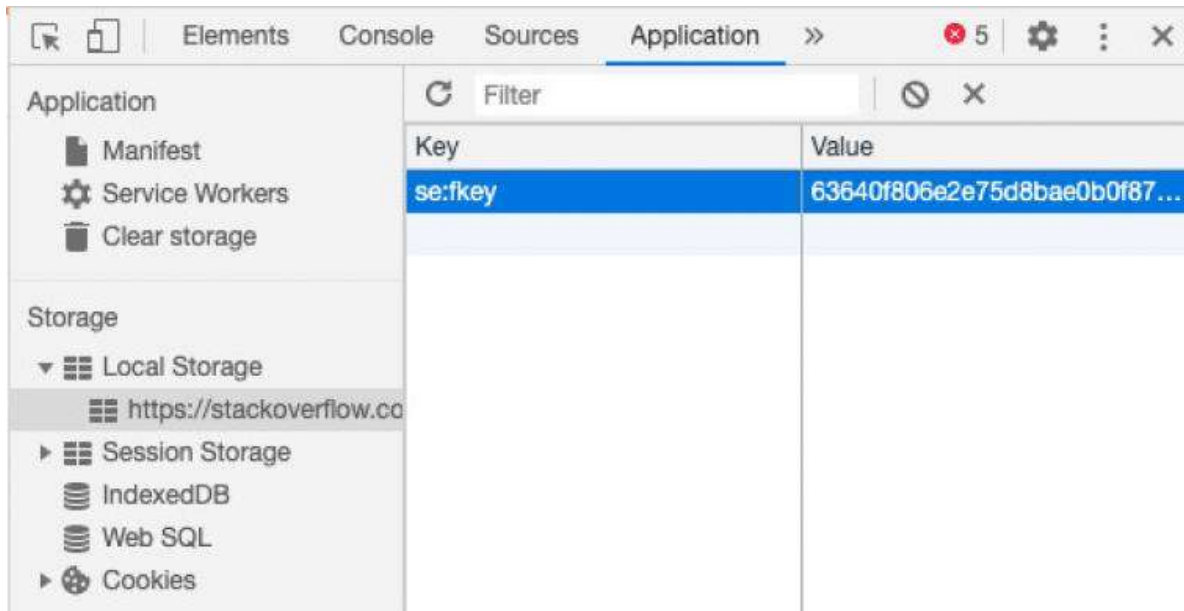 Elements Console Sources Application » 5
Application
Manifest
Service Workers
Clear storage
Storage
Local Storage
https://stackoverflow.co
Session Storage
IndexedDB
Web SQL
Cookies
Filter
Key Value
se:fkey 63640f806e2e75d8bae0b0f87...